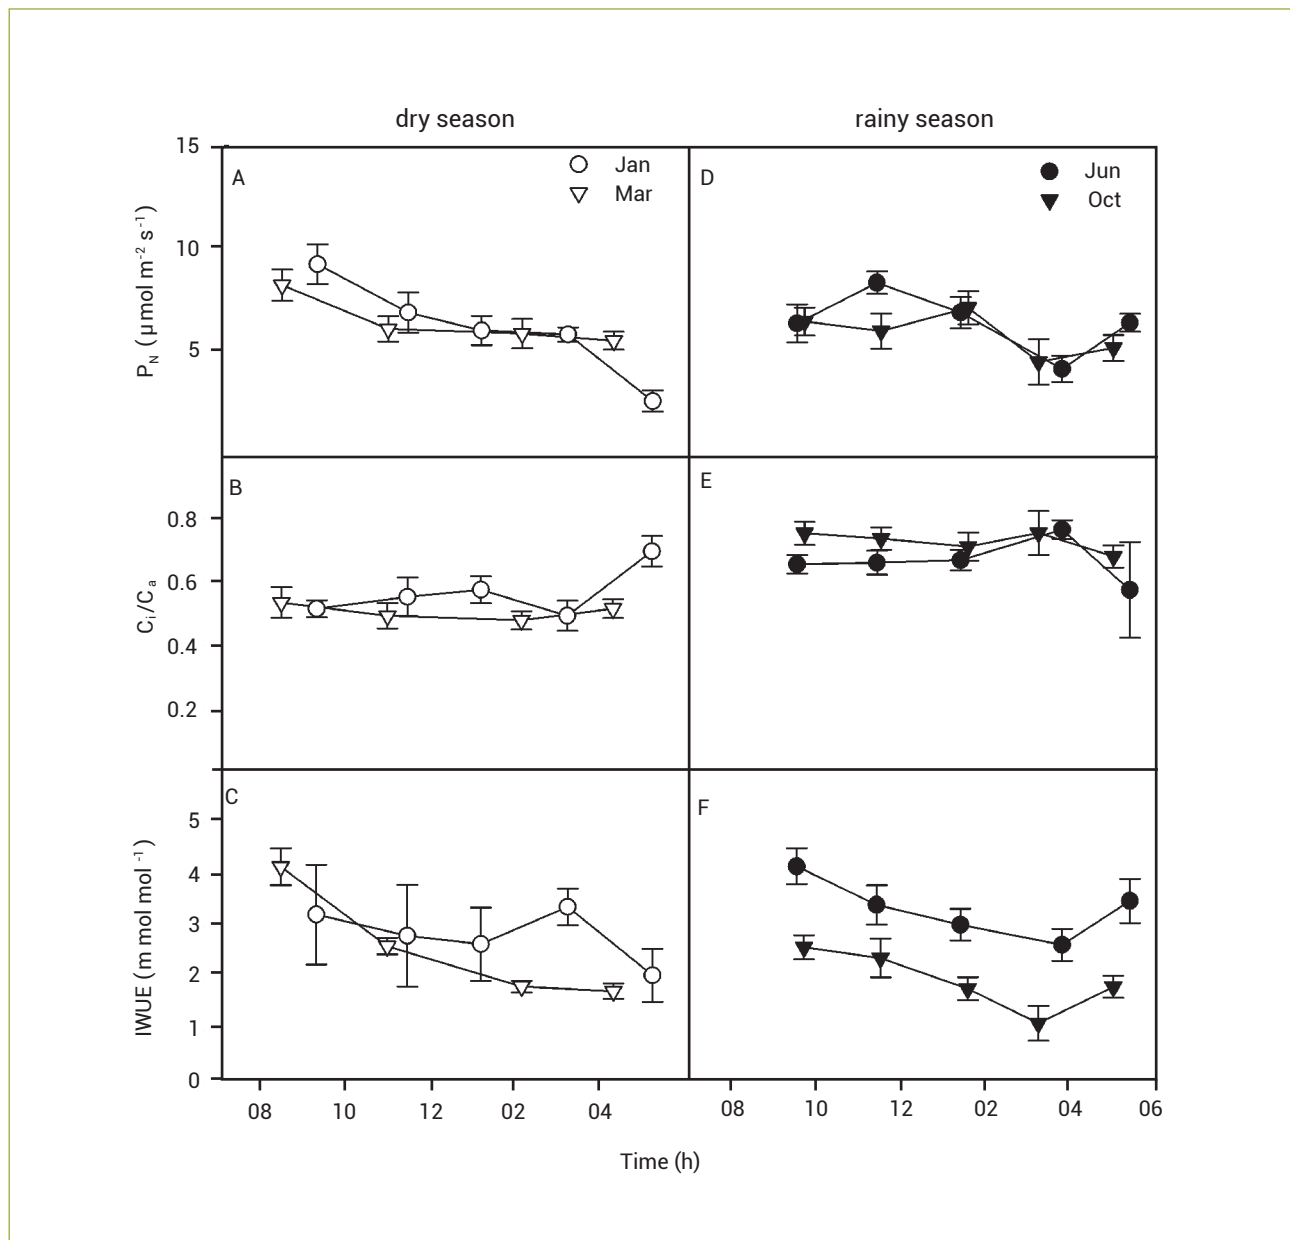 dry season
rainy season
15
10
5
P_N (µmol m⁻² s⁻¹)
A
Jan
Mar
D
Jun
Oct
0.8
0.6
0.4
0.2
C_i/C_a
B
E
5
4
3
2
1
0
IWUE (m mol mol ⁻¹)
C
F
08 10 12 02 04
08 10 12 02 04 06
Time (h)